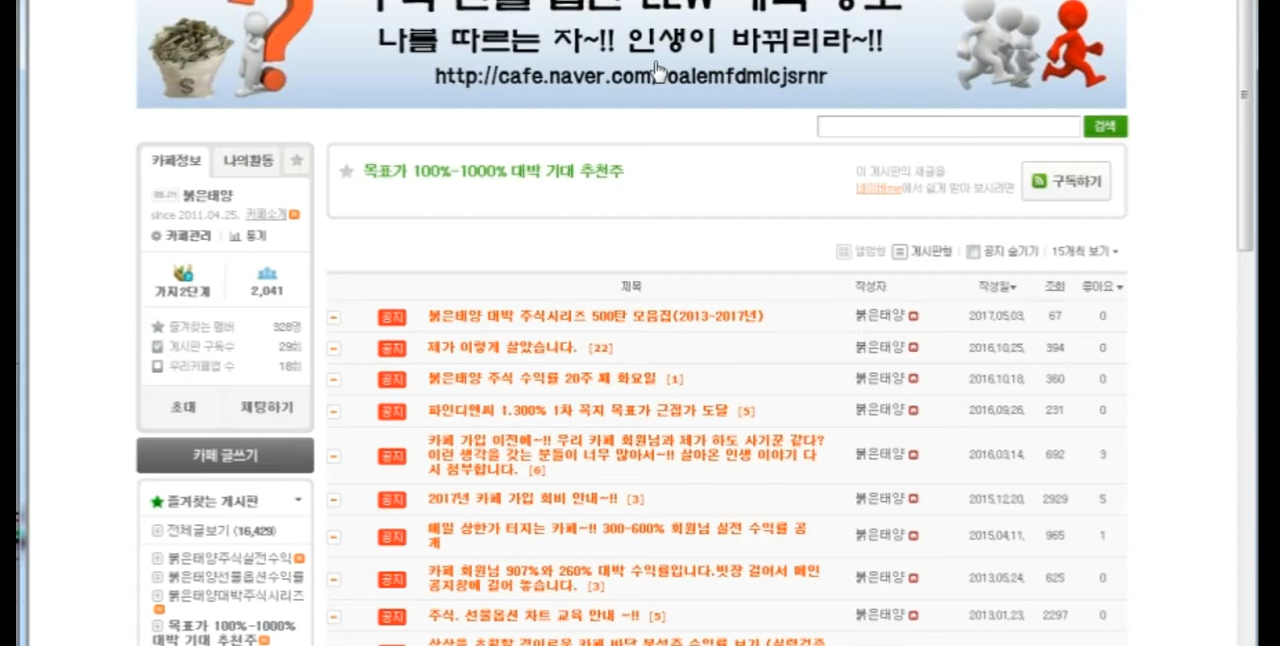 나를 따르는 자~!! 인생이 바뀌리라~!!
http://cafe.naver.com oalemfdmlcjsrnr
검색
카페정보 나의활동
붉은태양
since 2011.04.25. 카페소개
카페관리 통계
가지2단계 2,041
즐겨찾는 멤버 328명
게시판 구독수 29회
우리카페앱 수 18회
초대 채팅하기
카페 글쓰기
즐겨찾는 게시판
전체글보기 (16,429)
붉은태양주식실전수익
붉은태양선물옵션수익률
붉은태양대박주식시리즈
목표가 100%-1000%
대박 기대 추천주
목표가 100%-1000% 대박 기대 추천주
이 게시판의 새글을
네이버me에서 쉽게 받아 보시려면
구독하기
앨범형 게시판형 공지 숨기기 15개씩 보기
제목 작성자 작성일 조회 좋아요
공지 붉은태양 대박 주식시리즈 500탄 모음집(2013-2017년) 붉은태양 2017.05.03. 67 0
공지 제가 이렇게 살았습니다. [22] 붉은태양 2016.10.25. 394 0
공지 붉은태양 주식 수익률 20주 째 화요일 [1] 붉은태양 2016.10.18. 360 0
공지 파인디앤씨 1.300% 1차 꼭지 목표가 근접가 도달 [5] 붉은태양 2016.09.26. 231 0
카페 가입 이전에~!! 우리 카페 회원님과 제가 하도 사기꾼 같다?
공지 이런 생각을 갖는 분들이 너무 많아서~!! 살아온 인생 이야기 다 붉은태양 2016.03.14. 692 3
시 첨부합니다. [6]
공지 2017년 카페 가입 회비 안내~!! [3] 붉은태양 2015.12.20. 2929 5
공지 매일 상한가 터지는 카페~!! 300-600% 회원님 실전 수익률 공 붉은태양 2015.04.11. 965 1
개
공지 카페 회원님 907%와 260% 대박 수익률입니다.빗장 걸어서 메인 붉은태양 2013.05.24. 625 0
공지창에 걸어 놓습니다. [3]
공지 주식. 선물옵션 차트 교육 안내 ~!! [5] 붉은태양 2013.01.23. 2297 0